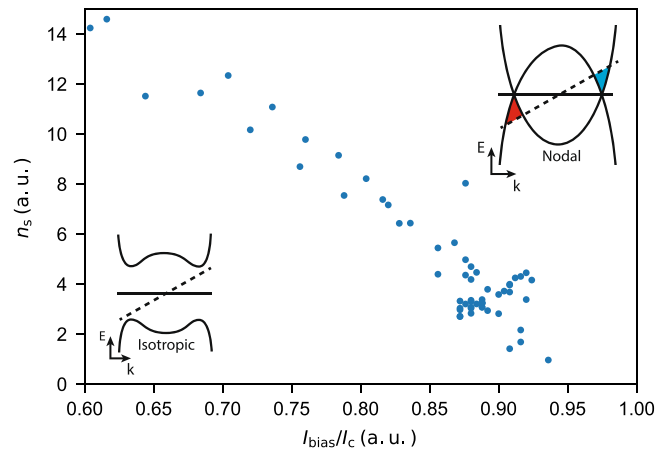 14
12
10
8
6
4
2
0
n_s (a. u.)
0.60 0.65 0.70 0.75 0.80 0.85 0.90 0.95 1.00
I_bias/I_c (a. u.)
E
k
Nodal
E
k
Isotropic